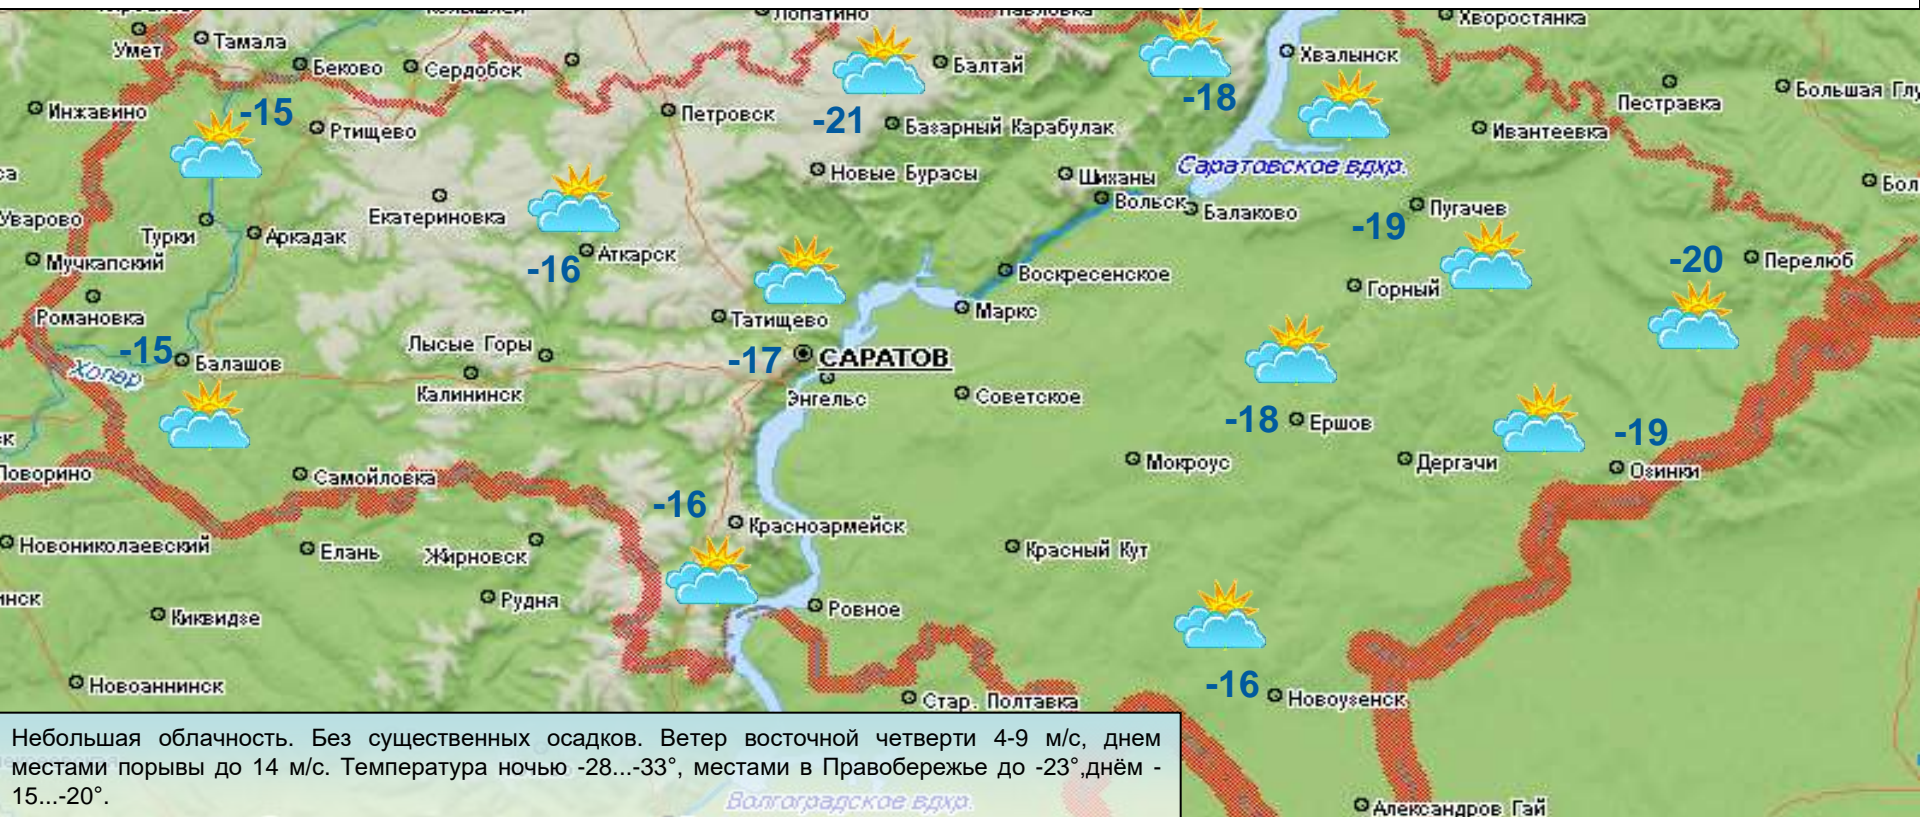 Лопатино
Павловка
Хворостянка
Умет
Тамала
Беково
Сердобск
Балтай
Хвалынск
Инжавино
-15
Ртищево
Петровск
-21
Базарный Карабулак
-18
Ивантеевка
Пестравка
Большая Глу
са
Новые Бурасы
Шиханы
Саратовское вдхр.
Бол
Уварово
Турки
Аркадак
Екатериновка
Вольск
Балаково
-19
Пугачев
Мучкапский
-16
Аткарск
Воскресенское
Горный
-20
Перелюб
Романовка
Татищево
Маркс
-15
Балашов
Лысые Горы
-17
САРАТОВ
Хопер
Калининск
Энгельс
Советское
-18
Ершов
-19
ск
Поворино
Самойловка
Мокроус
Дергачи
Озинки
-16
Красноармейск
Новониколаевский
Елань
Жирновск
Красный Кут
инск
Киквидзе
Рудня
Ровное
Новоаннинск
Стар. Полтавка
-16
Новоузенск
Небольшая облачность. Без существенных осадков. Ветер восточной четверти 4-9 м/с, днем
местами порывы до 14 м/с. Температура ночью -28...-33°, местами в Правобережье до -23°,днём -
15...-20°.
Волгоградское вдхр.
Александров Гай